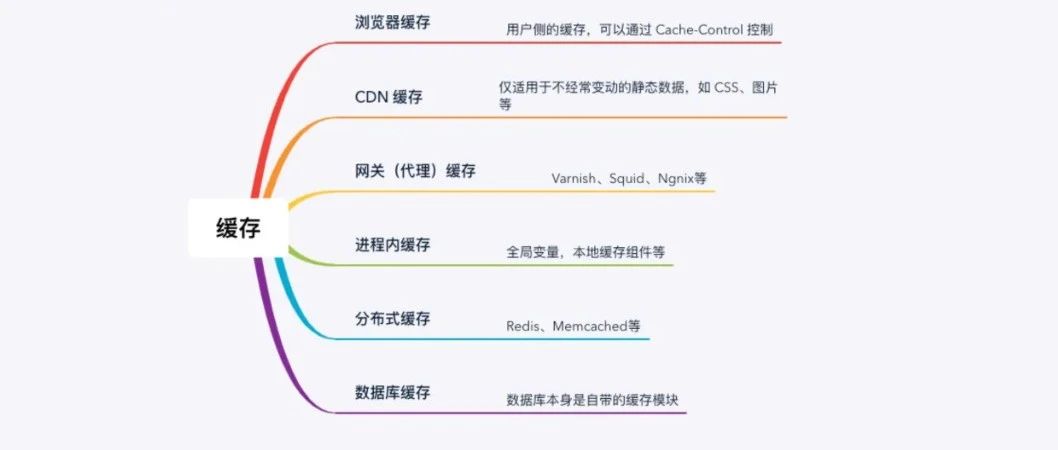 浏览器缓存
用户侧的缓存，可以通过 Cache-Control 控制
CDN 缓存
仅适用于不经常变动的静态数据，如 CSS、图片
等
网关（代理）缓存
Varnish、Squid、Ngnix等
缓存
进程内缓存
全局变量，本地缓存组件等
分布式缓存
Redis、Memcached等
数据库缓存
数据库本身是自带的缓存模块